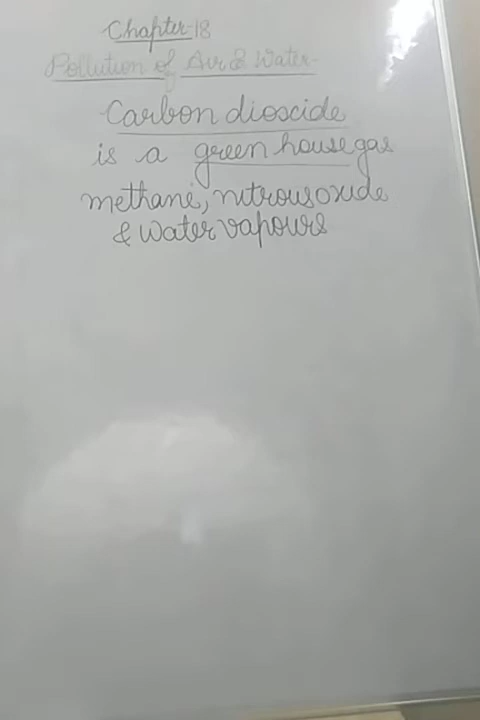 Chapter-18
Pollution of Air & Water-
Carbon dioxide
is a green house gas
methane, nitrous oxide
& water vapours